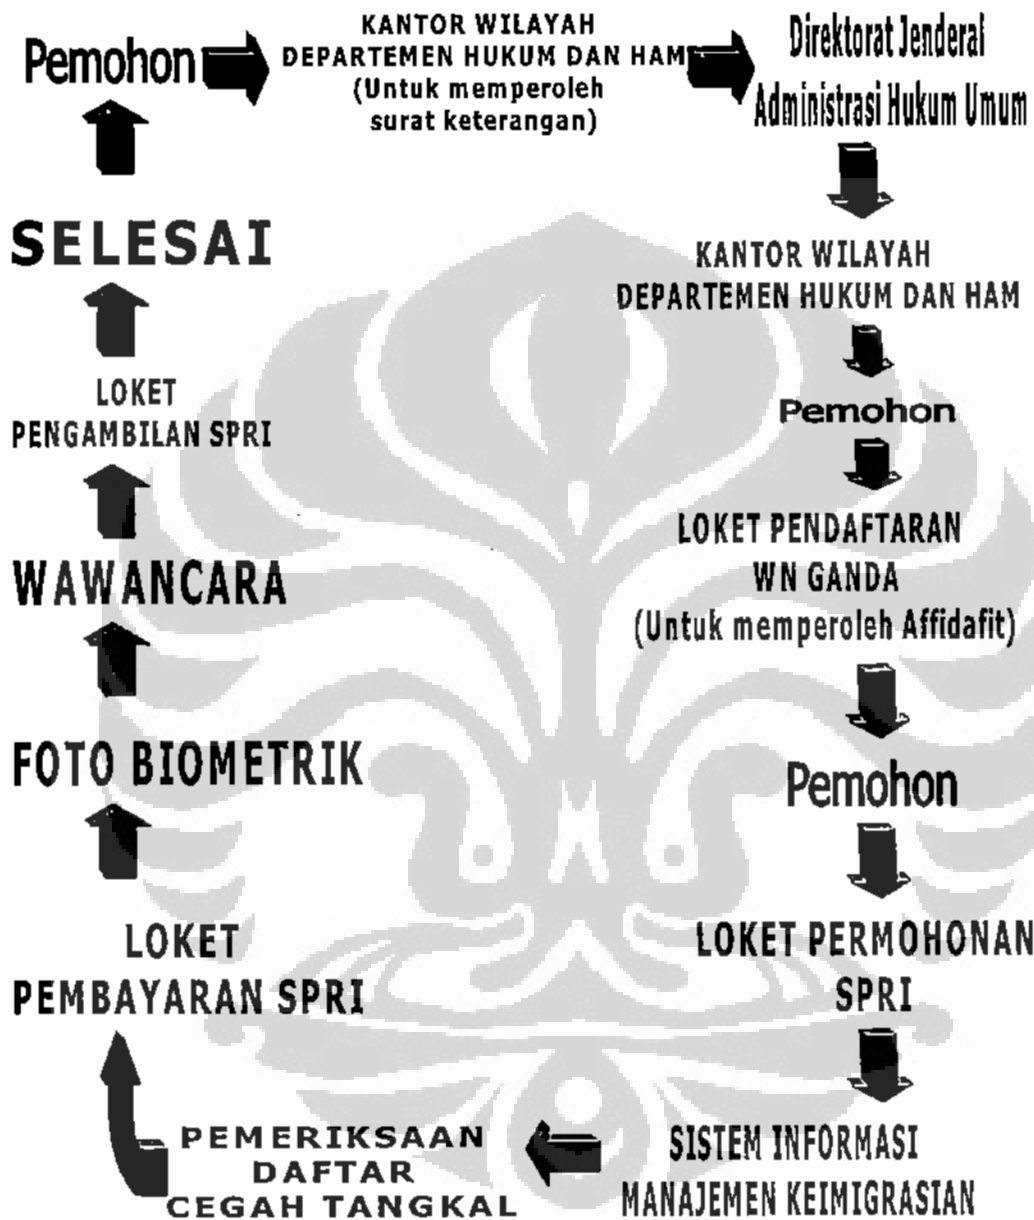 Pemohon
KANTOR WILAYAH
DEPARTEMEN HUKUM DAN HAM
(Untuk memperoleh
surat keterangan)
Direktorat Jenderal
Administrasi Hukum Umum
KANTOR WILAYAH
DEPARTEMEN HUKUM DAN HAM
Pemohon
LOKET PENDAFTARAN
WN GANDA
(Untuk memperoleh Affidafit)
Pemohon
LOKET PERMOHONAN
SPRI
SISTEM INFORMASI
MANAJEMEN KEIMIGRASIAN
PEMERIKSAAN
DAFTAR
CEGAH TANGKAL
LOKET
PEMBAYARAN SPRI
FOTO BIOMETRIK
WAWANCARA
LOKET
PENGAMBILAN SPRI
SELESAI